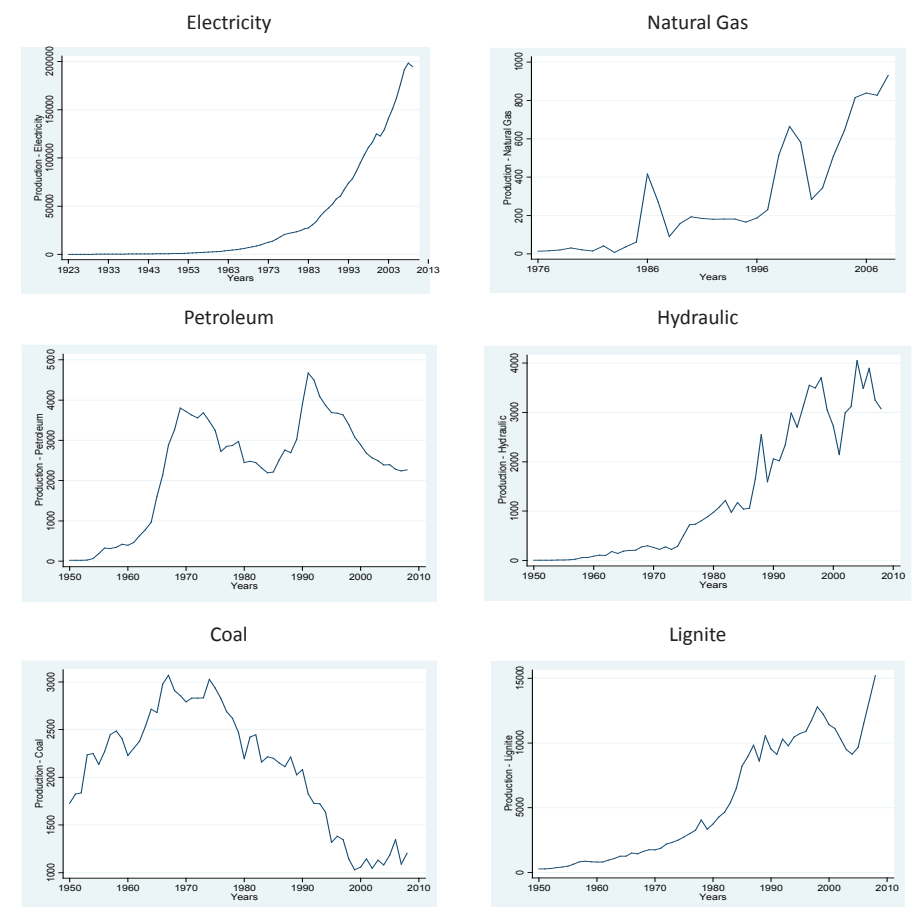 Electricity
Production - Electricity
0 50000 100000 150000 200000
1923 1933 1943 1953 1963 1973 1983 1993 2003 2013
Years
Natural Gas
Production - Natural Gas
0 200 400 600 800 1000
1976 1986 1996 2006
Years
Petroleum
Production - Petroleum
0 1000 2000 3000 4000 5000
1950 1960 1970 1980 1990 2000 2010
Years
Hydraulic
Production - Hydraulic
0 1000 2000 3000 4000
1950 1960 1970 1980 1990 2000 2010
Years
Coal
Production - Coal
1000 1500 2000 2500 3000
1950 1960 1970 1980 1990 2000 2010
Years
Lignite
Production - Lignite
0 5000 10000 15000
1950 1960 1970 1980 1990 2000 2010
Years